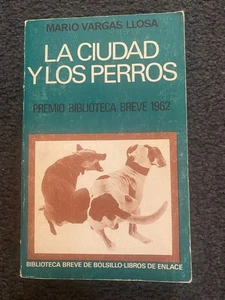 MARIO VARGAS LLOSA
LA CIUDAD
Y LOS PERROS
PREMIO BIBLIOTECA BREVE 1962
BIBLIOTECA BREVE DE BOLSILLO-LIBROS DE ENLACE